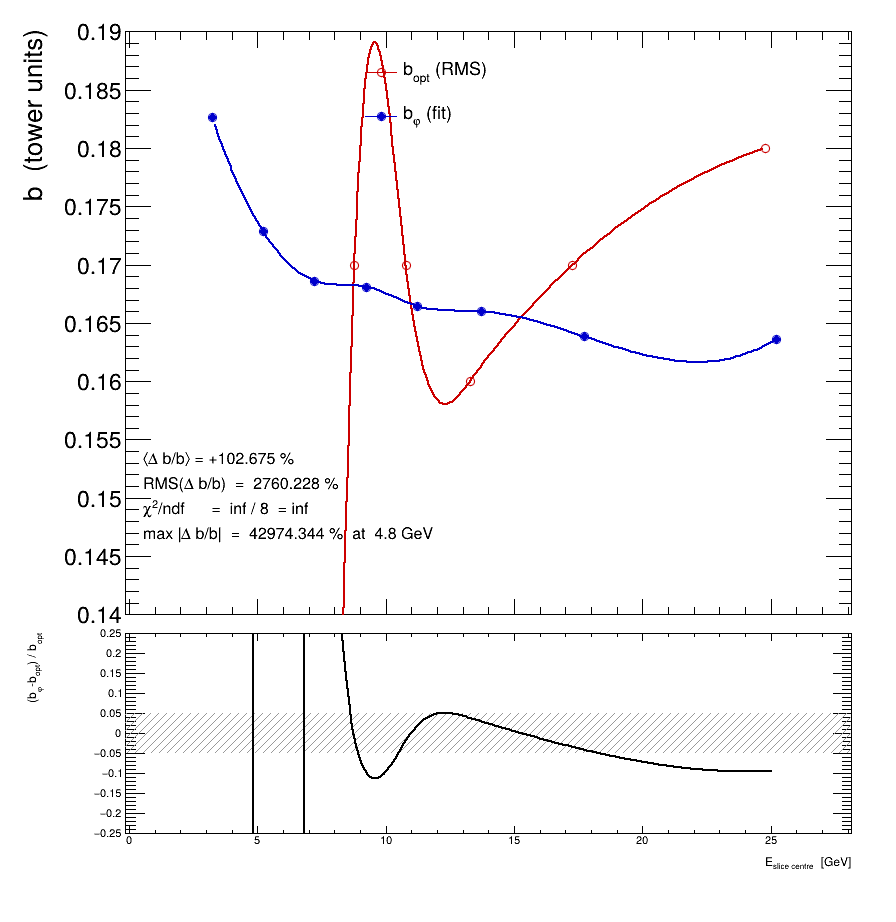 b (tower units)
0.19
0.185
0.18
0.175
0.17
0.165
0.16
0.155
0.15
0.145
0.14
b_opt (RMS)
b_φ (fit)
⟨Δ b/b⟩ = +102.675 %
RMS(Δ b/b) = 2760.228 %
χ²/ndf = inf / 8 = inf
max |Δ b/b| = 42974.344 % at 4.8 GeV
(b_φ-b_opt) / b_opt
0.25
0.2
0.15
0.1
0.05
0
−0.05
−0.1
−0.15
−0.2
−0.25
0 5 10 15 20 25
E_slice centre [GeV]